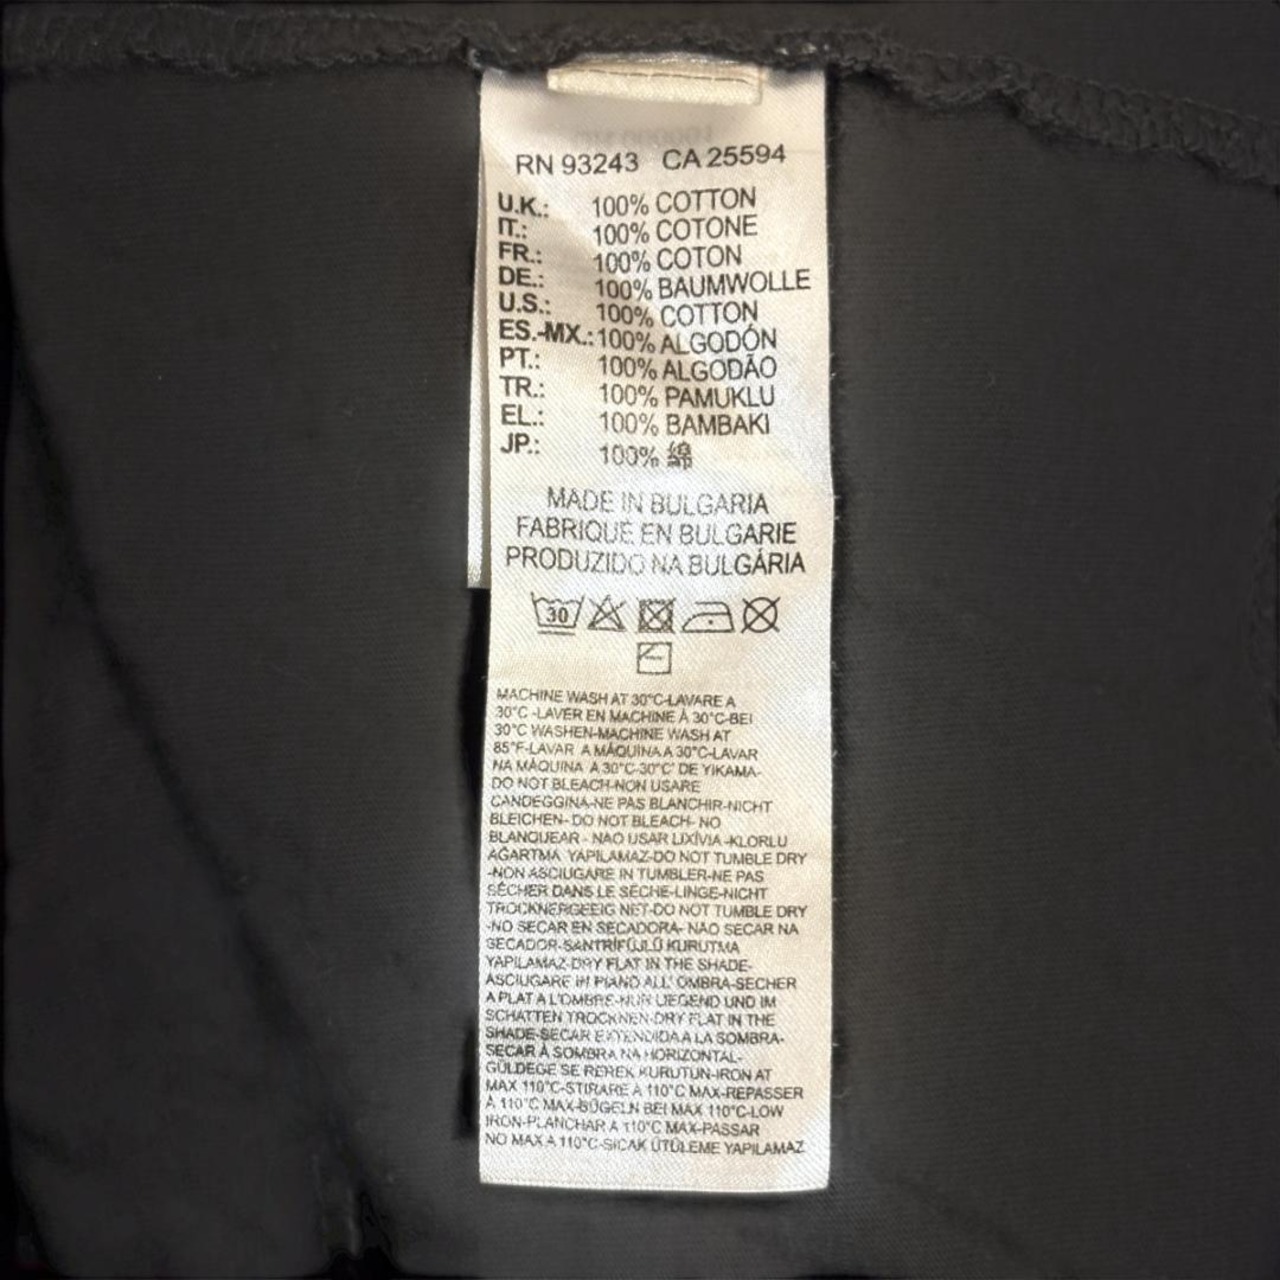 RN 93243 CA 25594
U.K.: 100% COTTON
IT.: 100% COTONE
FR.: 100% COTON
DE.: 100% BAUMWOLLE
U.S.: 100% COTTON
ES.-MX.: 100% ALGODÓN
PT.: 100% ALGODÃO
TR.: 100% PAMUKLU
EL.: 100% BAMBAKI
JP.: 100% 綿
MADE IN BULGARIA
FABRIQUE EN BULGARIE
PRODUZIDO NA BULGÁRIA
30
MACHINE WASH AT 30°C-LAVARE A
30°C -LAVER EN MACHINE À 30°C-BEI
30°C WASHEN-MACHINE WASH AT
85°F-LAVAR A MÁQUINA A 30°C-LAVAR
NA MÁQUINA A 30°C-30°C' DE YIKAMA-
DO NOT BLEACH-NON USARE
CANDEGGINA-NE PAS BLANCHIR-NICHT
BLEICHEN- DO NOT BLEACH- NO
BLANQUEAR - NAO USAR LIXÍVIA -KLORLU
AĞARTMA YAPILAMAZ-DO NOT TUMBLE DRY
-NON ASCIUGARE IN TUMBLER-NE PAS
SÉCHER DANS LE SÈCHE-LINGE-NICHT
TROCKNERGEEIG NET-DO NOT TUMBLE DRY
-NO SECAR EN SECADORA- NÃO SECAR NA
SECADOR-SANTRİFÜJLÜ KURUTMA
YAPILAMAZ-DRY FLAT IN THE SHADE-
ASCIUGARE IN PIANO ALL' OMBRA-SECHER
A PLAT A L'OMBRE-NUR LIEGEND UND IM
SCHATTEN TROCKNEN-DRY FLAT IN THE
SHADE-SECAR EXTENDIDA A LA SOMBRA-
SECAR À SOMBRA NA HORIZONTAL-
GÜLDEGE SE REREK KURUTUN-IRON AT
MAX 110°C-STIRARE A 110°C MAX-REPASSER
À 110°C MAX-BÜGELN BEI MAX 110°C-LOW
IRON-PLANCHAR A 110°C MAX-PASSAR
NO MAX A 110°C-SICAK ÜTÜLEME YAPILAMAZ